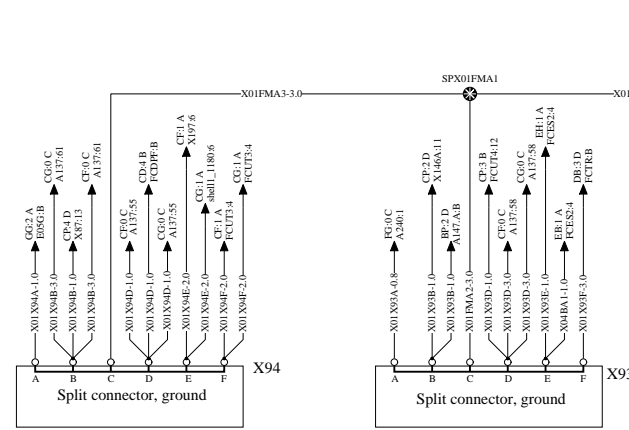 SPX01FMA1
X01FMA3-3.0
X01
GG:2 A
E05G:B
CG:0 C
A137:61
CP:4 D
X87:13
CF:0 C
A137:61
CF:0 C
A137:55
CD:4 B
FCDPF:B
CG:0 C
A137:55
CF:1 A
X197:6
CG:1 A
shell1_1180:6
CF:1 A
FCUT3:4
CG:1 A
FCUT3:4
X01X94A-1.0
X01X94B-3.0
X01X94B-1.0
X01X94B-3.0
X01X94D-1.0
X01X94D-1.0
X01X94D-1.0
X01X94E-2.0
X01X94E-2.0
X01X94F-2.0
X01X94F-2.0
A B C D E F
X94
Split connector, ground
FG:0 C
A240:1
CP:2 D
X146A:11
BP:2 D
A147.A:B
CP:3 B
FCUT4:12
CF:0 C
A137:58
CG:0 C
A137:58
EH:1 A
FCES2:4
EB:1 A
FCES2:4
DB:3 D
FCTR:B
X01X93A-0.8
X01X93B-1.0
X01X93B-1.0
X01FMA2-3.0
X01X93D-1.0
X01X93D-3.0
X01X93D-3.0
X01X93E-1.0
X04BA1-1.0
X01X93F-3.0
A B C D E F
X93
Split connector, ground